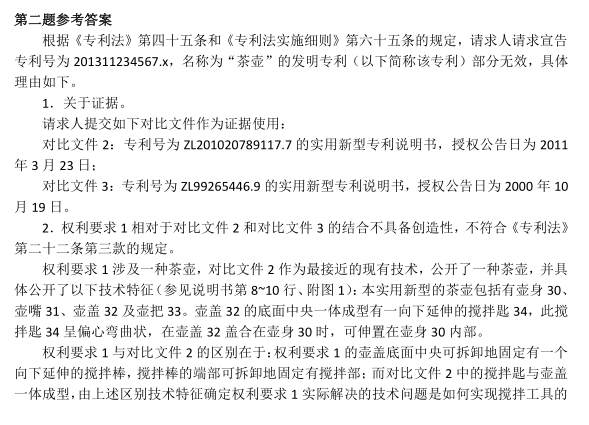 第二题参考答案
根据《专利法》第四十五条和《专利法实施细则》第六十五条的规定，请求人请求宣告
专利号为 201311234567.x，名称为“茶壶”的发明专利（以下简称该专利）部分无效，具体
理由如下。
1．关于证据。
请求人提交如下对比文件作为证据使用：
对比文件 2：专利号为 ZL201020789117.7 的实用新型专利说明书，授权公告日为 2011
年 3 月 23 日；
对比文件 3：专利号为 ZL99265446.9 的实用新型专利说明书，授权公告日为 2000 年 10
月 19 日。
2．权利要求 1 相对于对比文件 2 和对比文件 3 的结合不具备创造性，不符合《专利法》
第二十二条第三款的规定。
权利要求 1 涉及一种茶壶，对比文件 2 作为最接近的现有技术，公开了一种茶壶，并具
体公开了以下技术特征（参见说明书第 8~10 行、附图 1）：本实用新型的茶壶包括有壶身 30、
壶嘴 31、壶盖 32 及壶把 33。壶盖 32 的底面中央一体成型有一向下延伸的搅拌匙 34，此搅
拌匙 34 呈偏心弯曲状，在壶盖 32 盖合在壶身 30 时，可伸置在壶身 30 内部。
权利要求 1 与对比文件 2 的区别在于：权利要求 1 的壶盖底面中央可拆卸地固定有一个
向下延伸的搅拌棒，搅拌棒的端部可拆卸地固定有搅拌部；而对比文件 2 中的搅拌匙与壶盖
一体成型，由上述区别技术特征确定权利要求 1 实际解决的技术问题是如何实现搅拌工具的